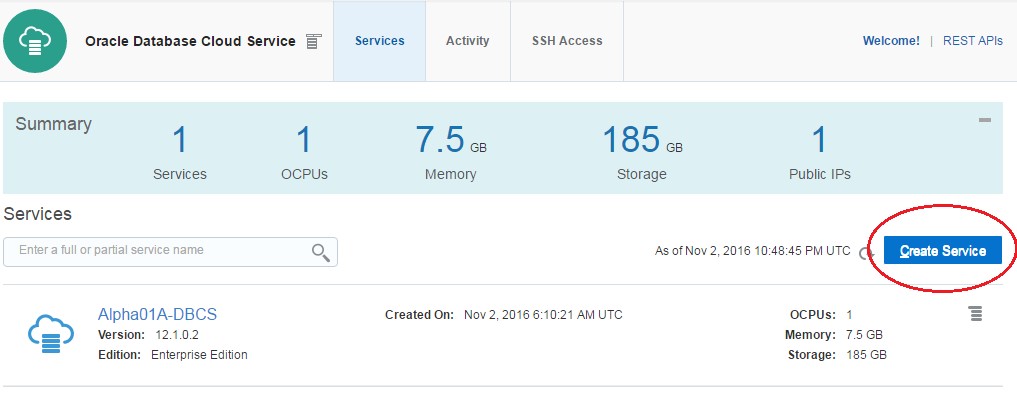 Oracle Database Cloud Service Services Activity SSH Access Welcome! | REST APIs
Summary
1 1 7.5 GB 185 GB 1
Services OCPUs Memory Storage Public IPs
Services
Enter a full or partial service name As of Nov 2, 2016 10:48:45 PM UTC Create Service
Alpha01A-DBCS Created On: Nov 2, 2016 6:10:21 AM UTC OCPUs: 1
Version: 12.1.0.2 Memory: 7.5 GB
Edition: Enterprise Edition Storage: 185 GB